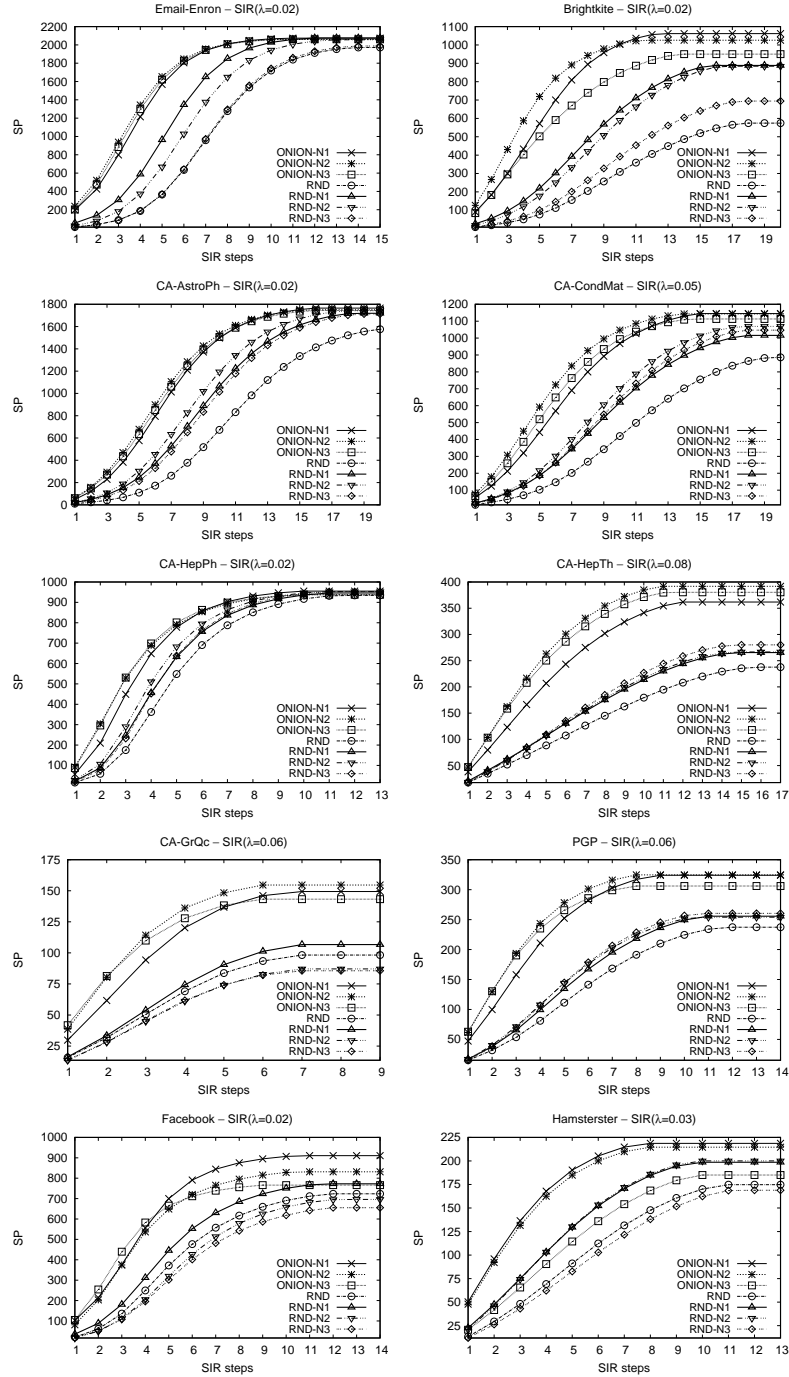 Email-Enron – SIR(λ=0.02)
2200
2000
1800
1600
1400
1200
1000
800
600
400
200
SP
ONION-N1
ONION-N2
ONION-N3
RND
RND-N1
RND-N2
RND-N3
1 2 3 4 5 6 7 8 9 10 11 12 13 14 15
SIR steps
Brightkite – SIR(λ=0.02)
1100
1000
900
800
700
600
500
400
300
200
100
SP
ONION-N1
ONION-N2
ONION-N3
RND
RND-N1
RND-N2
RND-N3
1 3 5 7 9 11 13 15 17 19
SIR steps
CA-AstroPh – SIR(λ=0.02)
1800
1600
1400
1200
1000
800
600
400
200
0
SP
ONION-N1
ONION-N2
ONION-N3
RND
RND-N1
RND-N2
RND-N3
1 3 5 7 9 11 13 15 17 19
SIR steps
CA-CondMat – SIR(λ=0.05)
1200
1100
1000
900
800
700
600
500
400
300
200
100
SP
ONION-N1
ONION-N2
ONION-N3
RND
RND-N1
RND-N2
RND-N3
1 3 5 7 9 11 13 15 17 19
SIR steps
CA-HepPh – SIR(λ=0.02)
1000
900
800
700
600
500
400
300
200
100
SP
ONION-N1
ONION-N2
ONION-N3
RND
RND-N1
RND-N2
RND-N3
1 2 3 4 5 6 7 8 9 10 11 12 13
SIR steps
CA-HepTh – SIR(λ=0.08)
400
350
300
250
200
150
100
50
SP
ONION-N1
ONION-N2
ONION-N3
RND
RND-N1
RND-N2
RND-N3
1 2 3 4 5 6 7 8 9 10 11 12 13 14 15 16 17
SIR steps
CA-GrQc – SIR(λ=0.06)
175
150
125
100
75
50
25
SP
ONION-N1
ONION-N2
ONION-N3
RND
RND-N1
RND-N2
RND-N3
1 2 3 4 5 6 7 8 9
SIR steps
PGP – SIR(λ=0.06)
350
300
250
200
150
100
50
SP
ONION-N1
ONION-N2
ONION-N3
RND
RND-N1
RND-N2
RND-N3
1 2 3 4 5 6 7 8 9 10 11 12 13 14
SIR steps
Facebook – SIR(λ=0.02)
1000
900
800
700
600
500
400
300
200
100
SP
ONION-N1
ONION-N2
ONION-N3
RND
RND-N1
RND-N2
RND-N3
1 2 3 4 5 6 7 8 9 10 11 12 13 14
SIR steps
Hamsterster – SIR(λ=0.03)
225
200
175
150
125
100
75
50
25
SP
ONION-N1
ONION-N2
ONION-N3
RND
RND-N1
RND-N2
RND-N3
1 2 3 4 5 6 7 8 9 10 11 12 13
SIR steps